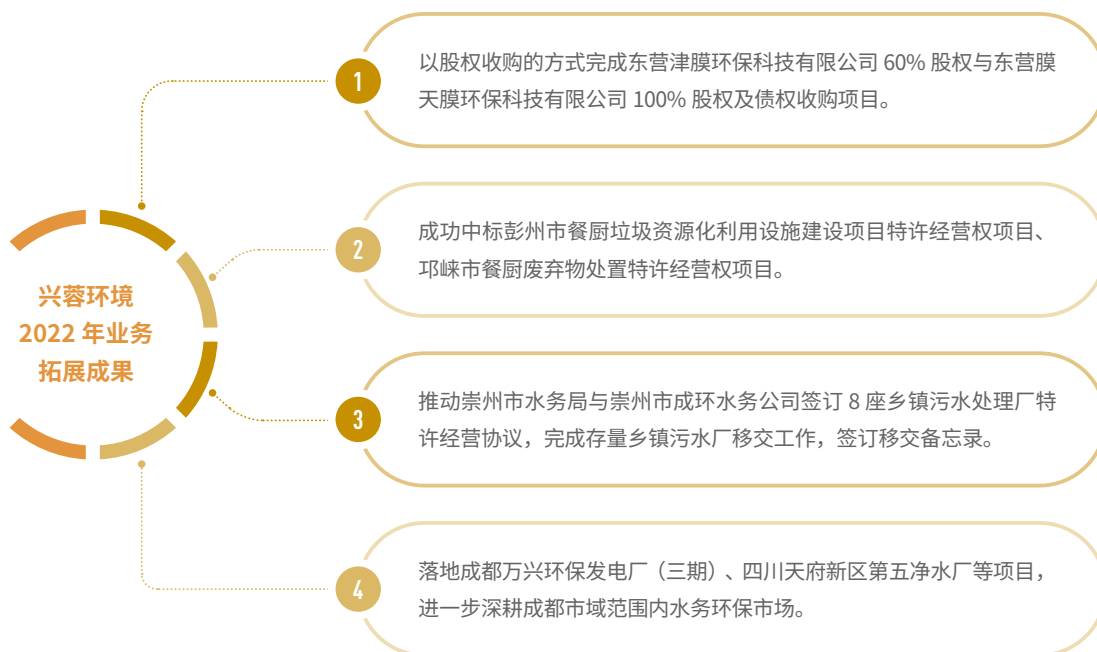 兴蓉环境
2022 年业务
拓展成果
1
以股权收购的方式完成东营津膜环保科技有限公司 60% 股权与东营膜
天膜环保科技有限公司 100% 股权及债权收购项目。
2
成功中标彭州市餐厨垃圾资源化利用设施建设项目特许经营权项目、
邛崃市餐厨废弃物处置特许经营权项目。
3
推动崇州市水务局与崇州市成环水务公司签订 8 座乡镇污水处理厂特
许经营协议，完成存量乡镇污水厂移交工作，签订移交备忘录。
4
落地成都万兴环保发电厂（三期）、四川天府新区第五净水厂等项目，
进一步深耕成都市域范围内水务环保市场。